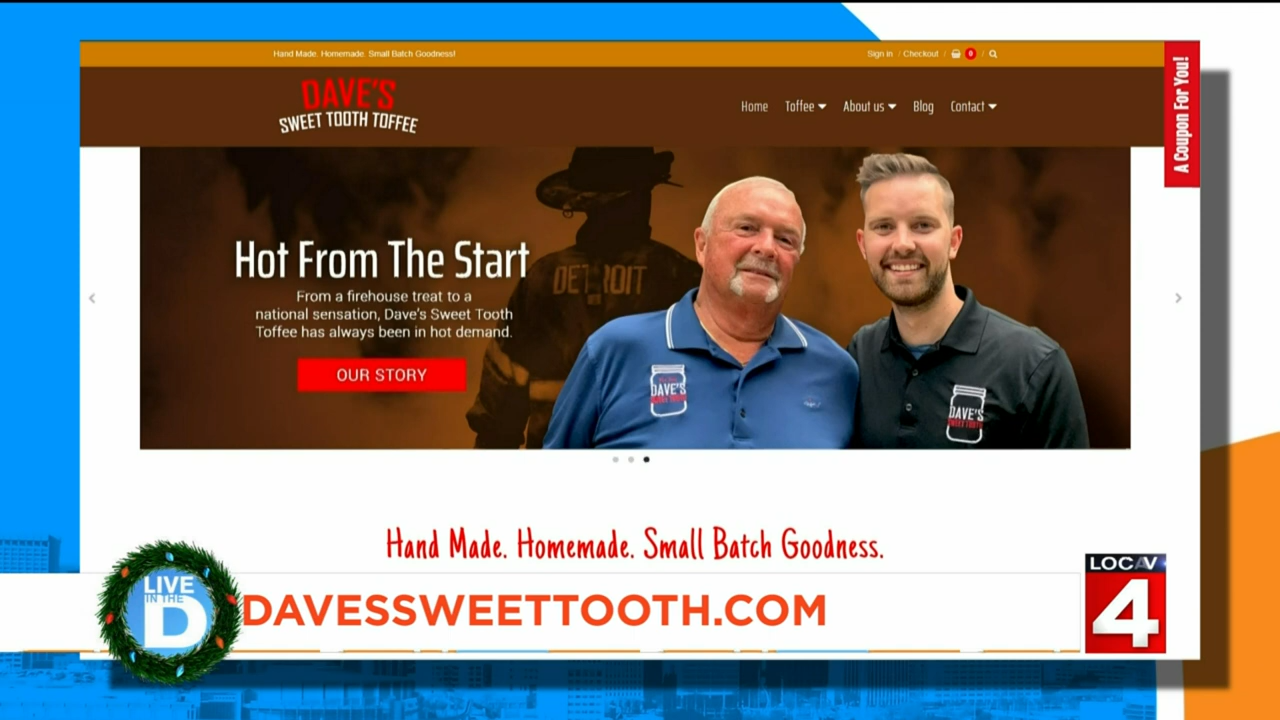 Hand Made. Homemade. Small Batch Goodness!
Sign in / Checkout / 0 /
A Coupon For You!
DAVE'S
SWEET TOOTH TOFFEE
Home Toffee About us Blog Contact
Hot From The Start
From a firehouse treat to a
national sensation, Dave's Sweet Tooth
Toffee has always been in hot demand.
OUR STORY
DETROIT
DAVE'S
SWEET TOOTH
DAVE'S
SWEET TOOTH
Hand Made. Homemade. Small Batch Goodness.
LIVE
IN THE
D
DAVESSWEETTOOTH.COM
LOCAL
4